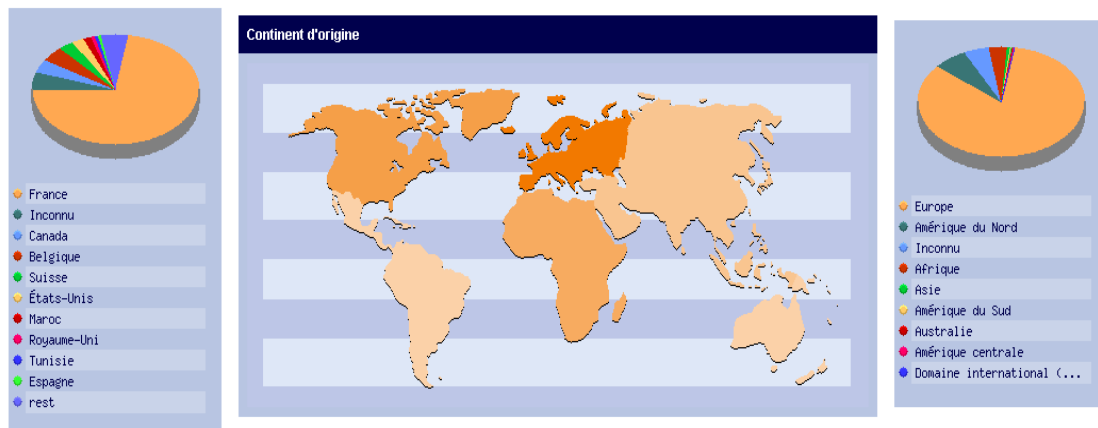 Continent d'origine
France
Inconnu
Canada
Belgique
Suisse
États-Unis
Maroc
Royaume-Uni
Tunisie
Espagne
rest
Europe
Amérique du Nord
Inconnu
Afrique
Asie
Amérique du Sud
Australie
Amérique centrale
Domaine international (...